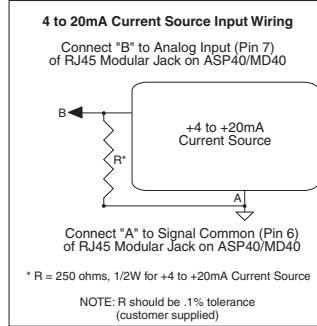 4 to 20mA Current Source Input Wiring
Connect "B" to Analog Input (Pin 7)
of RJ45 Modular Jack on ASP40/MD40
B
R*
+4 to +20mA
Current Source
A
Connect "A" to Signal Common (Pin 6)
of RJ45 Modular Jack on ASP40/MD40
* R = 250 ohms, 1/2W for +4 to +20mA Current Source
NOTE: R should be .1% tolerance
(customer supplied)